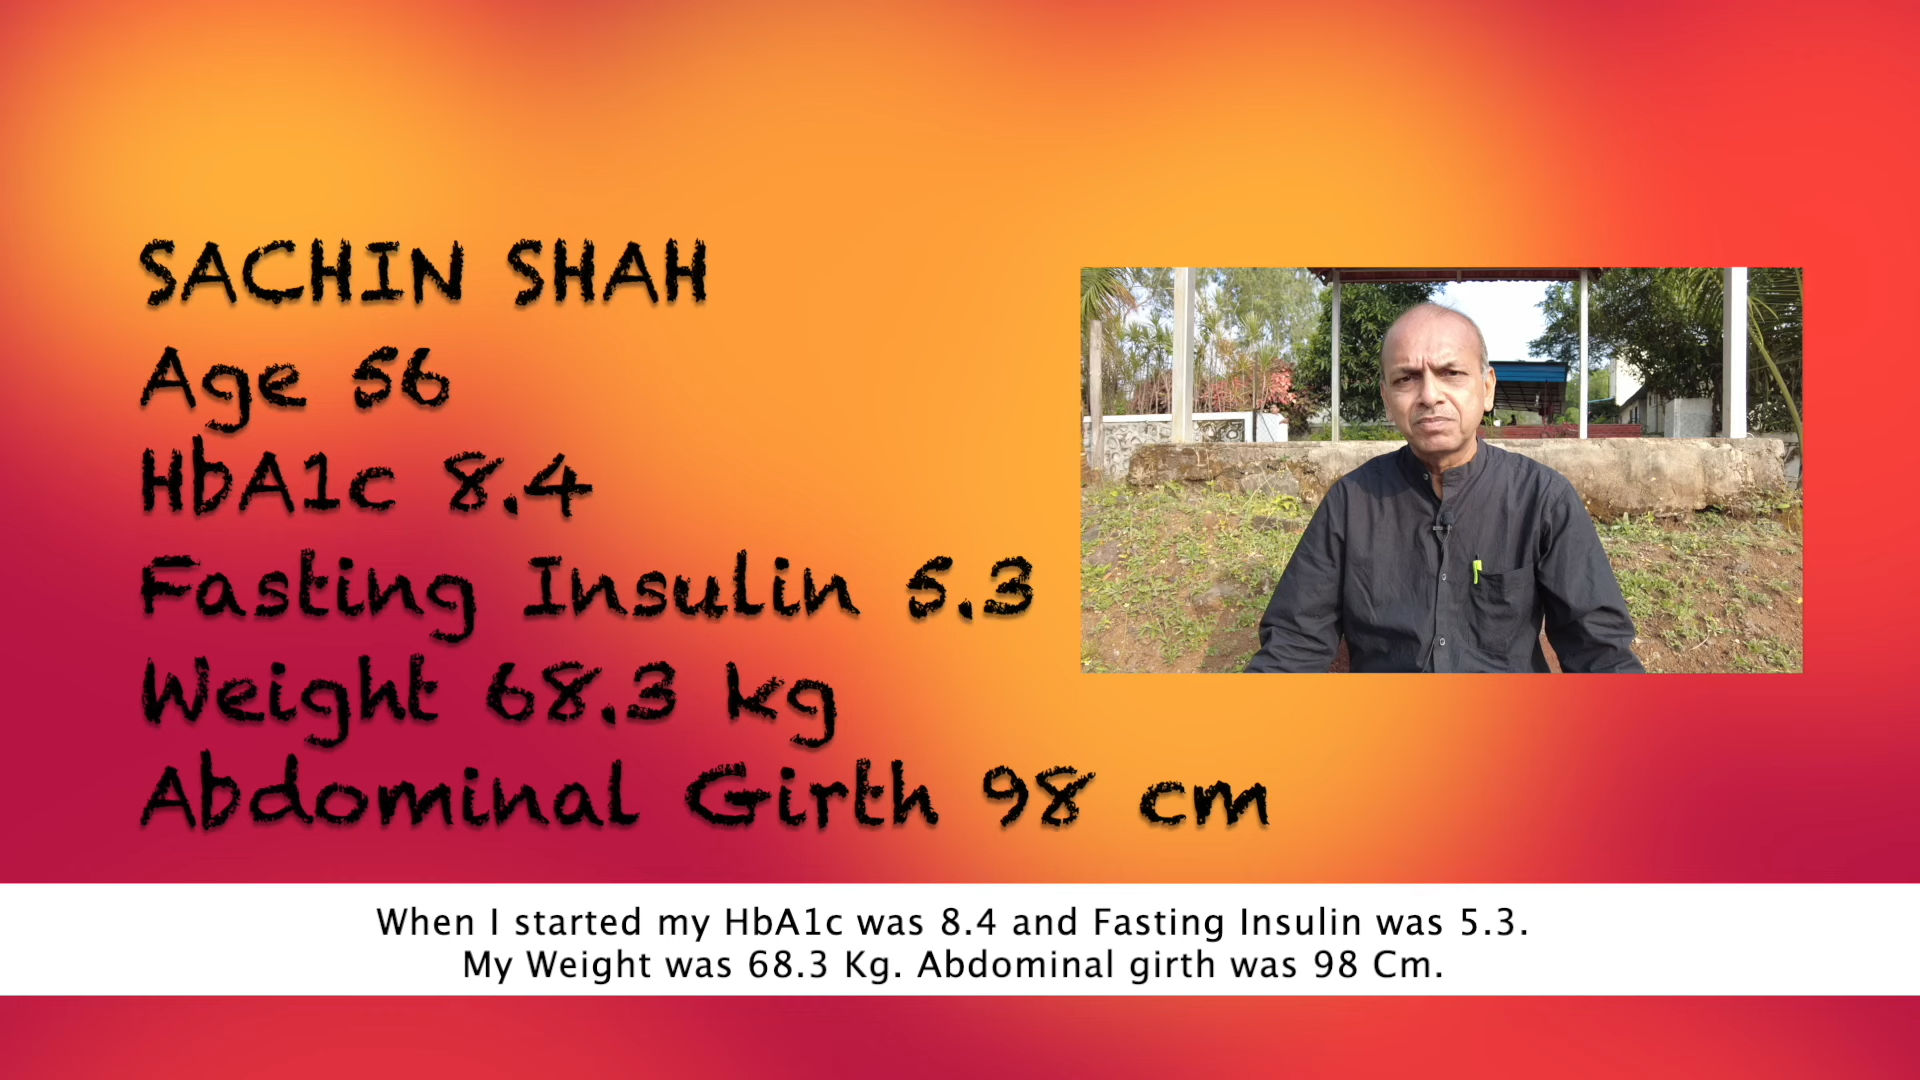 SACHIN SHAH
Age 56
HbA1c 8.4
Fasting Insulin 5.3
Weight 68.3 kg
Abdominal Girth 98 cm
When I started my HbA1c was 8.4 and Fasting Insulin was 5.3.
My Weight was 68.3 Kg. Abdominal girth was 98 Cm.